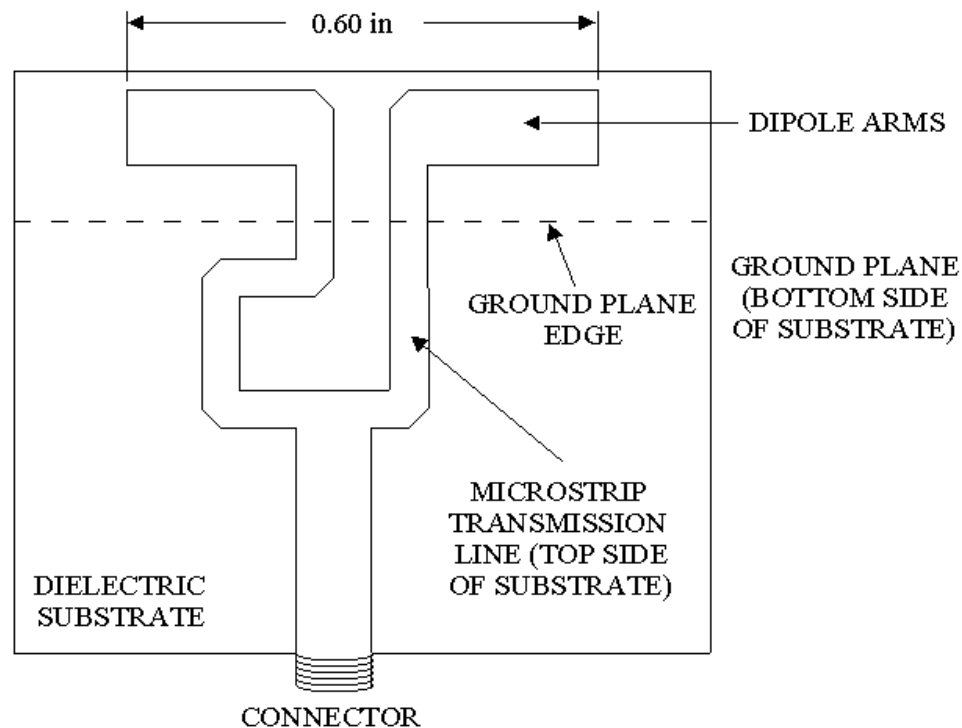 0.60 in
DIPOLE ARMS
GROUND PLANE
(BOTTOM SIDE
OF SUBSTRATE)
GROUND PLANE
EDGE
MICROSTRIP
TRANSMISSION
LINE (TOP SIDE
OF SUBSTRATE)
DIELECTRIC
SUBSTRATE
CONNECTOR